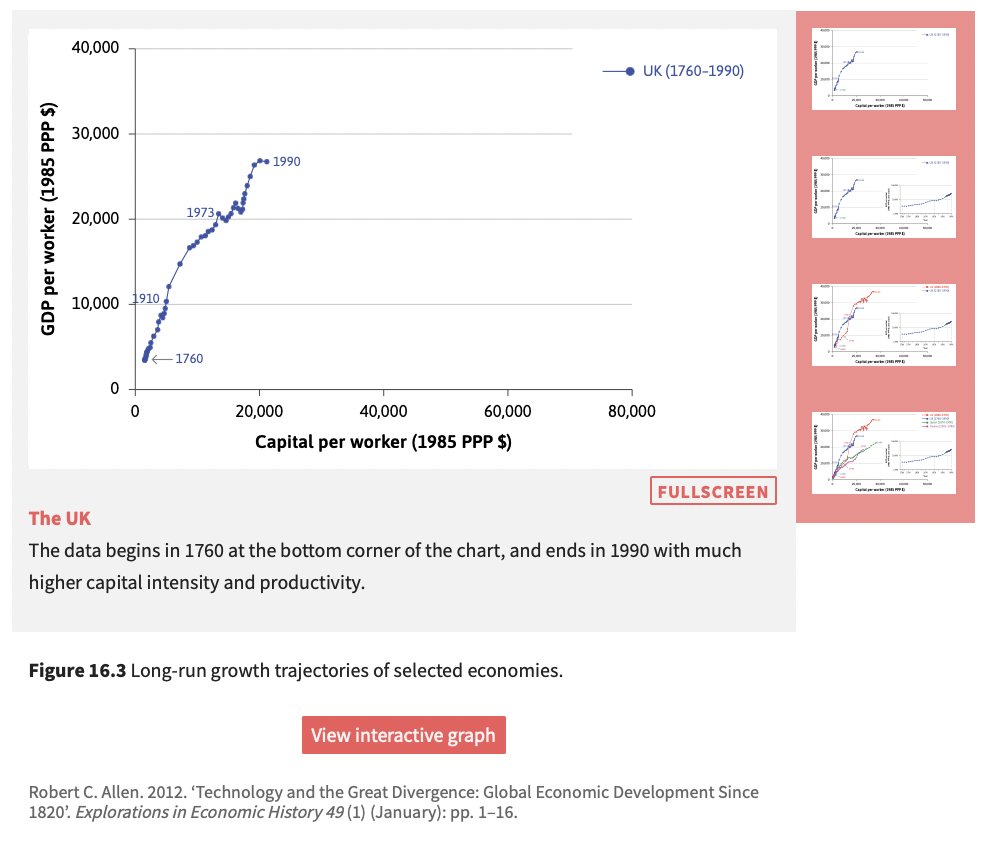 40,000
30,000
20,000
10,000
0
GDP per worker (1985 PPP $)
UK (1760–1990)
1990
1973
1910
1760
0
20,000
40,000
60,000
80,000
Capital per worker (1985 PPP $)
FULLSCREEN
The UK
The data begins in 1760 at the bottom corner of the chart, and ends in 1990 with much
higher capital intensity and productivity.
Figure 16.3 Long-run growth trajectories of selected economies.
View interactive graph
Robert C. Allen. 2012. ‘Technology and the Great Divergence: Global Economic Development Since
1820’. Explorations in Economic History 49 (1) (January): pp. 1–16.